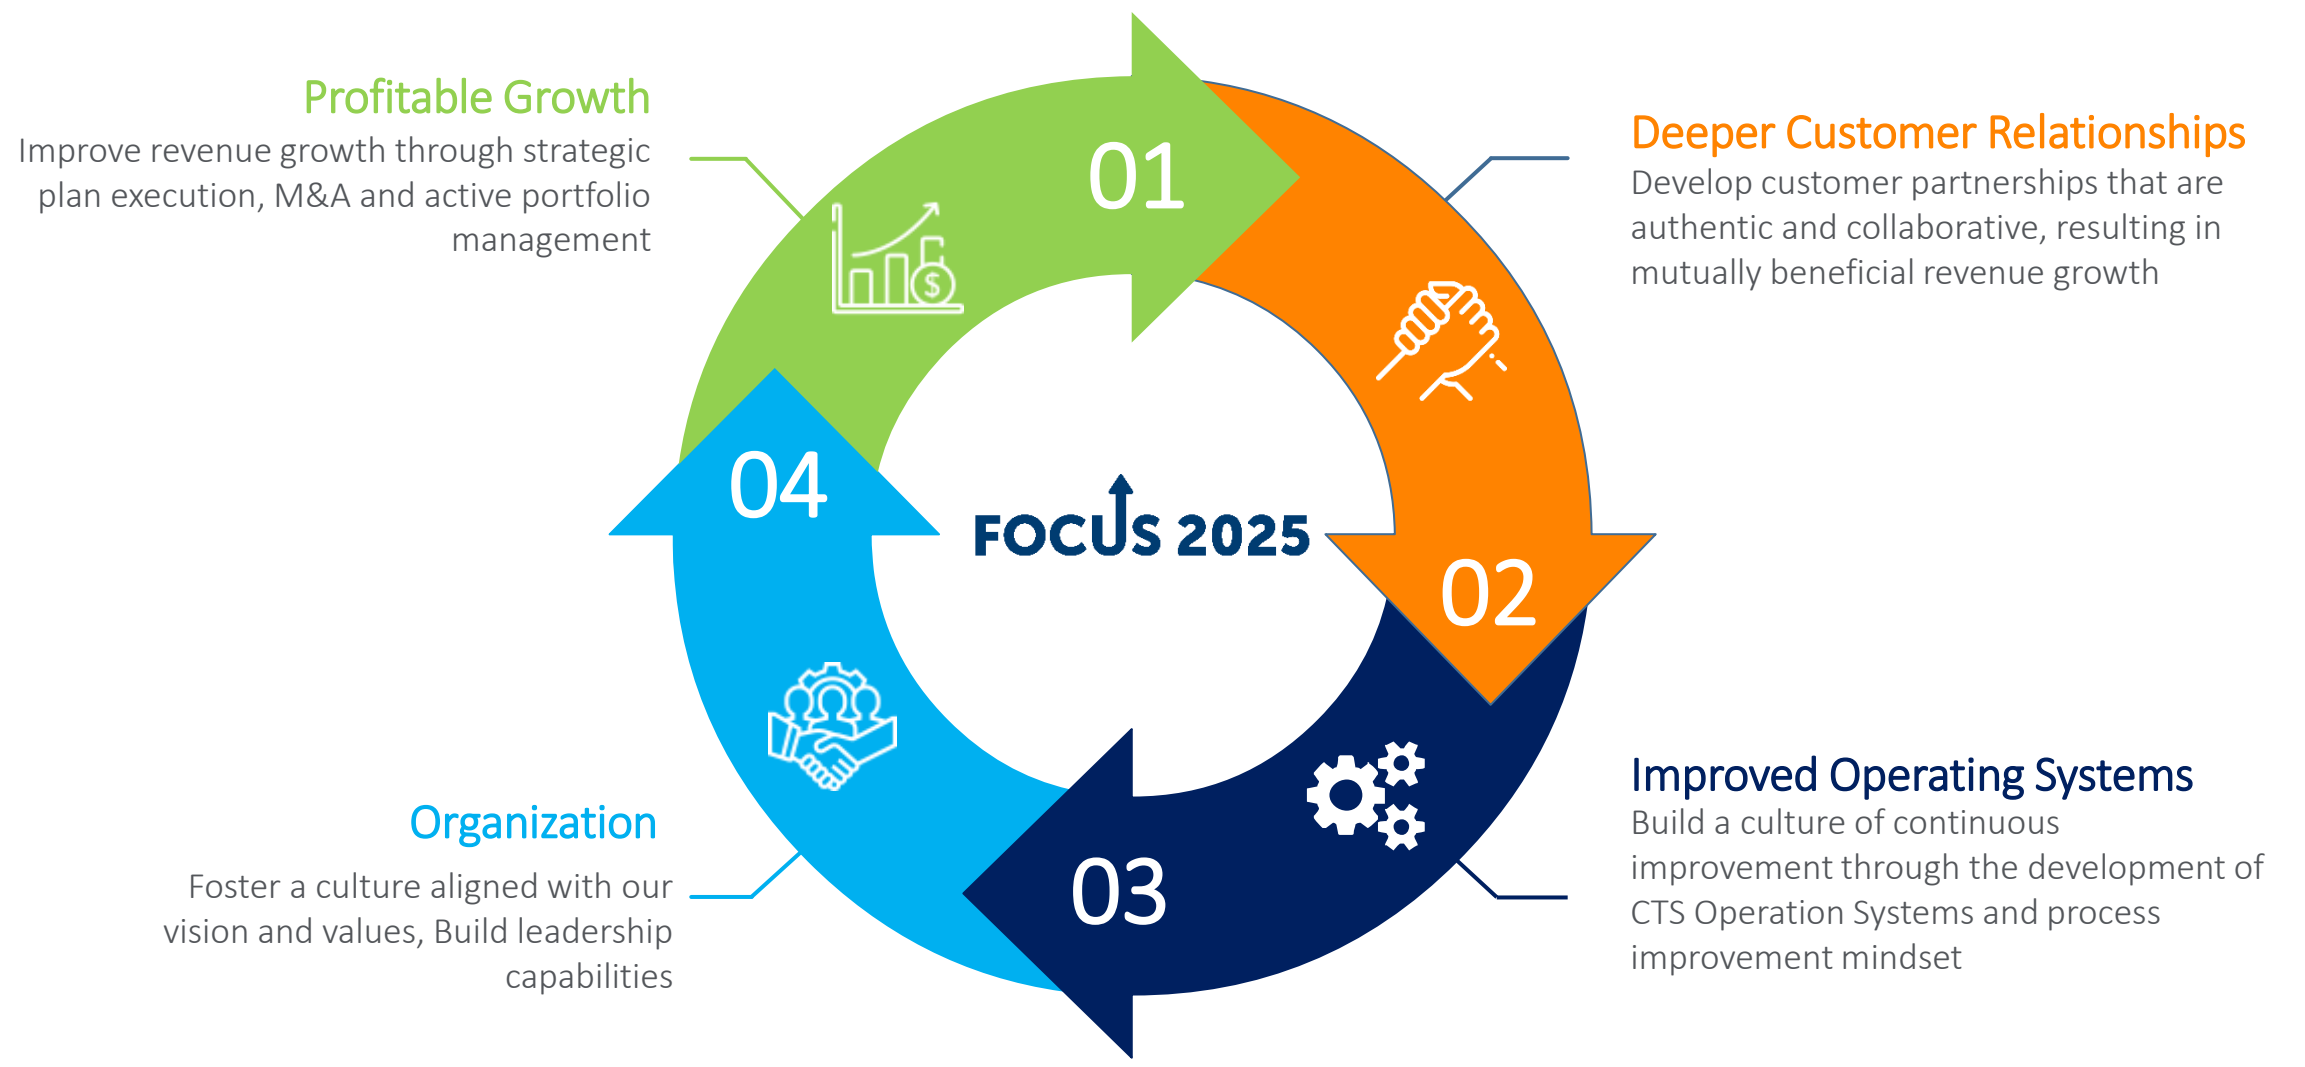 Profitable Growth
Improve revenue growth through strategic
plan execution, M&A and active portfolio
management
01
Deeper Customer Relationships
Develop customer partnerships that are
authentic and collaborative, resulting in
mutually beneficial revenue growth
02
FOCUS 2025
Improved Operating Systems
Build a culture of continuous
improvement through the development of
CTS Operation Systems and process
improvement mindset
03
Organization
Foster a culture aligned with our
vision and values, Build leadership
capabilities
04
$